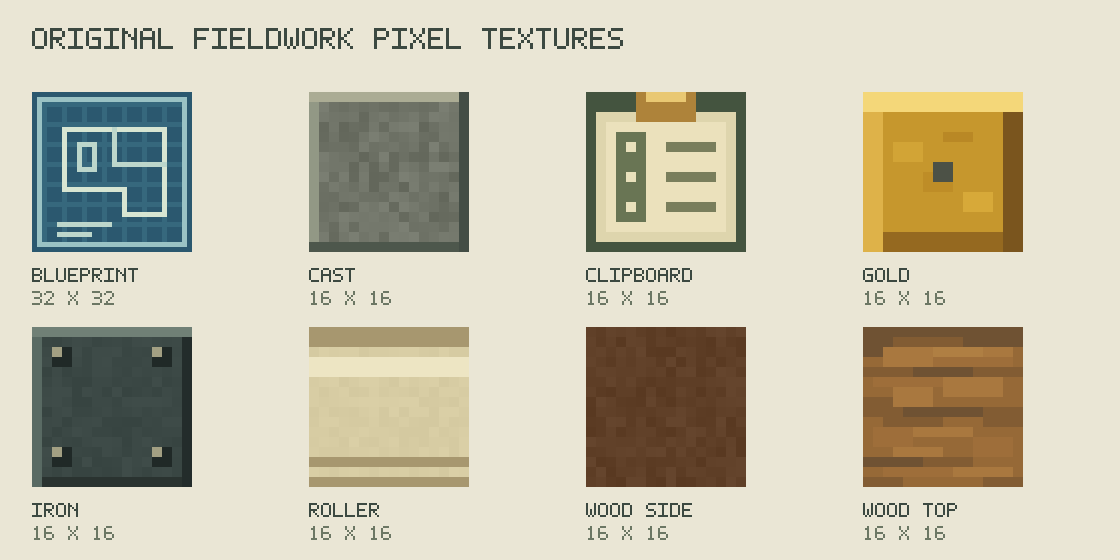 ORIGINAL FIELDWORK PIXEL TEXTURES
BLUEPRINT
32 X 32
CAST
16 X 16
CLIPBOARD
16 X 16
GOLD
16 X 16
IRON
16 X 16
ROLLER
16 X 16
WOOD SIDE
16 X 16
WOOD TOP
16 X 16